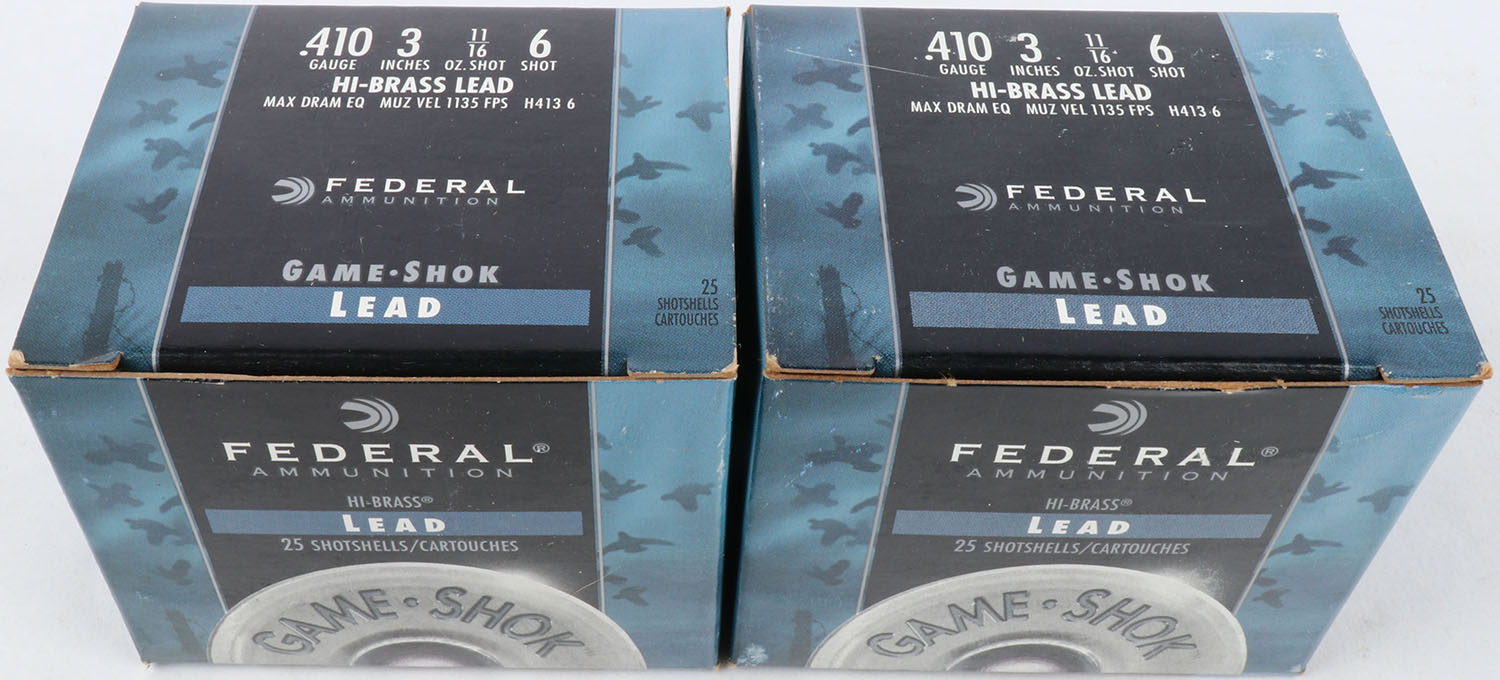 .410 3 11/16 6
GAUGE INCHES OZ. SHOT SHOT
HI-BRASS LEAD
MAX DRAM EQ MUZ VEL 1135 FPS H413 6
FEDERAL
AMMUNITION
GAME•SHOK
LEAD
25
SHOTSHELLS
CARTOUCHES
FEDERAL®
AMMUNITION
HI-BRASS®
LEAD
25 SHOTSHELLS/CARTOUCHES
GAME•SHOK
.410 3 11/16 6
GAUGE INCHES OZ. SHOT SHOT
HI-BRASS LEAD
MAX DRAM EQ MUZ VEL 1135 FPS H413 6
FEDERAL
AMMUNITION
GAME•SHOK
LEAD
25
SHOTSHELLS
CARTOUCHES
FEDERAL®
AMMUNITION
HI-BRASS®
LEAD
25 SHOTSHELLS/CARTOUCHES
GAME•SHOK